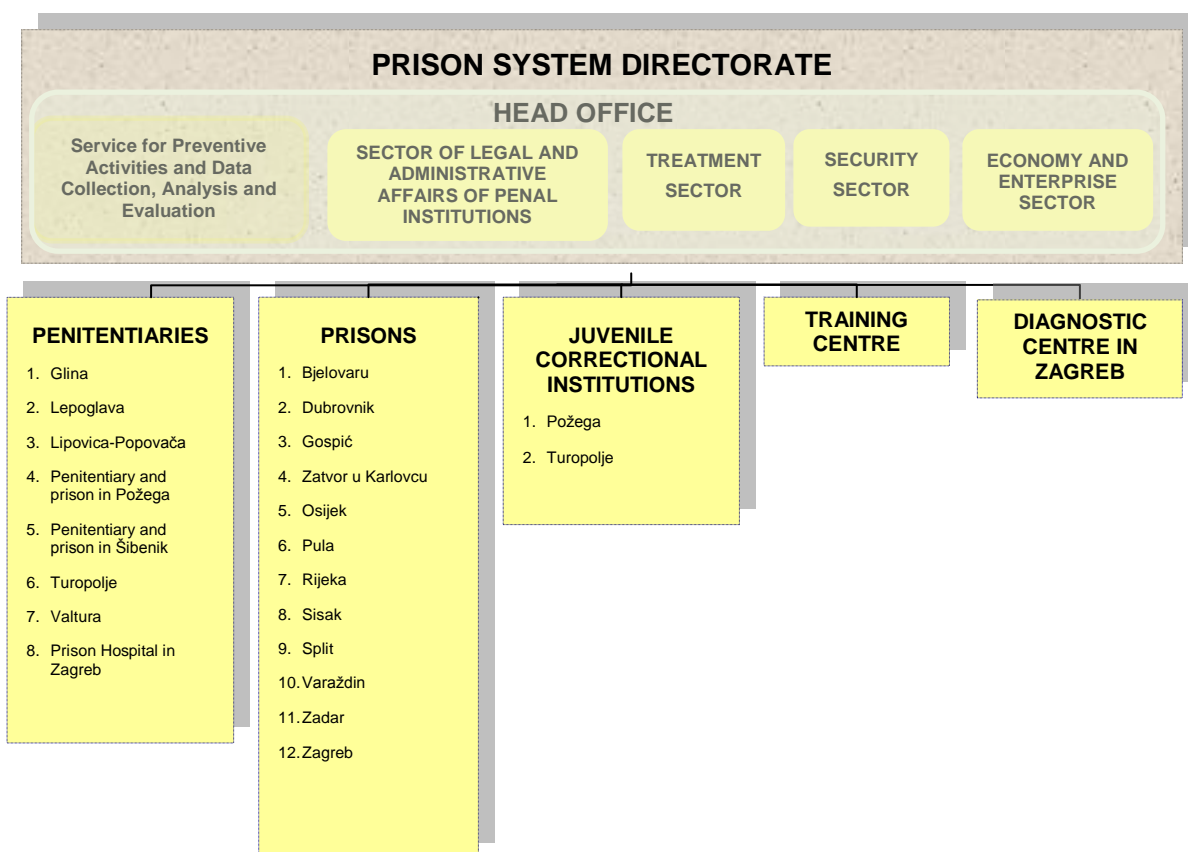 PRISON SYSTEM DIRECTORATE
HEAD OFFICE
Service for Preventive
Activities and Data
Collection, Analysis and
Evaluation
SECTOR OF LEGAL AND
ADMINISTRATIVE
AFFAIRS OF PENAL
INSTITUTIONS
TREATMENT
SECTOR
SECURITY
SECTOR
ECONOMY AND
ENTERPRISE
SECTOR
PENITENTIARIES
1. Glina
2. Lepoglava
3. Lipovica-Popovača
4. Penitentiary and
prison in Požega
5. Penitentiary and
prison in Šibenik
6. Turopolje
7. Valtura
8. Prison Hospital in
Zagreb
PRISONS
1. Bjelovaru
2. Dubrovnik
3. Gospić
4. Zatvor u Karlovcu
5. Osijek
6. Pula
7. Rijeka
8. Sisak
9. Split
10. Varaždin
11. Zadar
12. Zagreb
JUVENILE
CORRECTIONAL
INSTITUTIONS
1. Požega
2. Turopolje
TRAINING
CENTRE
DIAGNOSTIC
CENTRE IN
ZAGREB